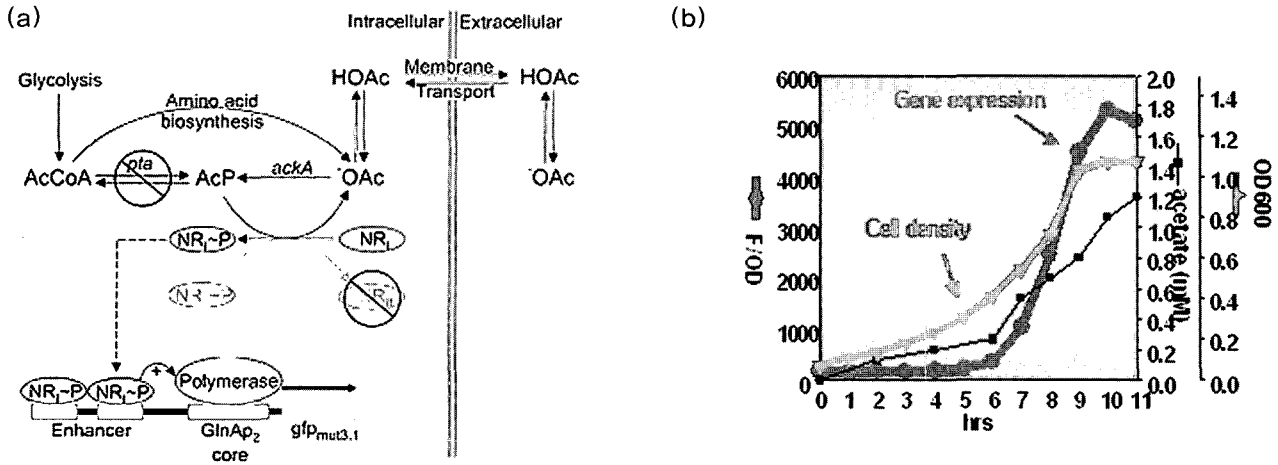 (a)
Intracellular Extracellular
Glycolysis
HOAc
Membrane
Transport
HOAc
Amino acid
biosynthesis
AcCoA
pta
AcP
ackA
⁻OAc
⁻OAc
NRI~P
NRI
NRI~P
NRI~P
Polymerase
+
Enhancer
GlnAp2
core
gfpmut3.1
(b)
6000
5000
4000
3000
2000
1000
0
F/OD
Gene expression
Cell density
2.0
1.8
1.6
1.4
1.2
1.0
0.8
0.6
0.4
0.2
0.0
acetate (mM)
1.4
1.2
1.0
0.8
0.6
0.4
0.2
0.0
OD600
0 1 2 3 4 5 6 7 8 9 10 11
hrs